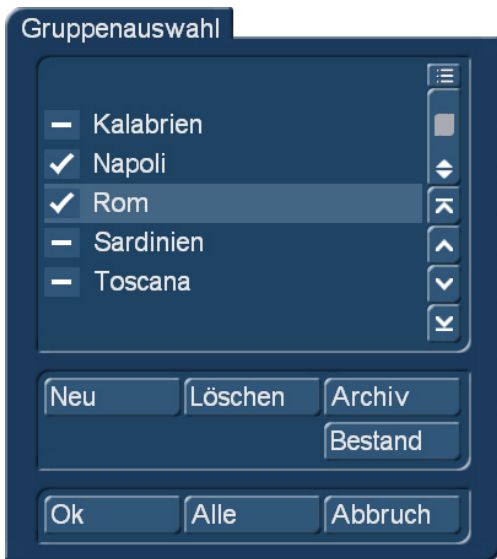 Gruppenauswahl
Kalabrien
Napoli
Rom
Sardinien
Toscana
Neu Löschen Archiv
Bestand
Ok Alle Abbruch